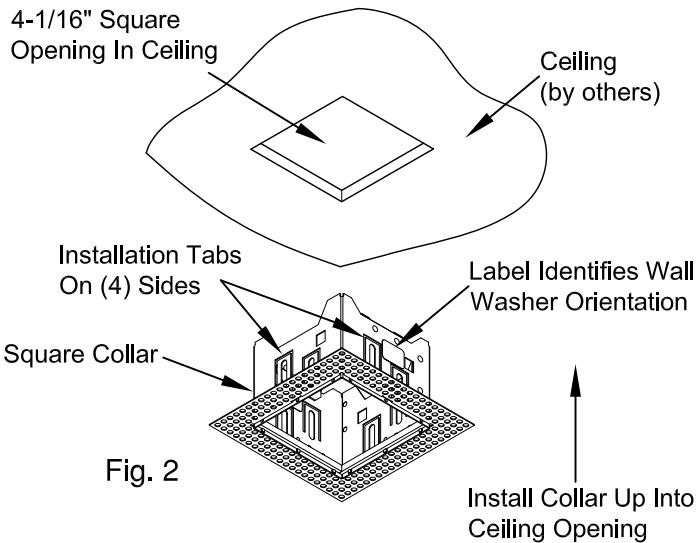 4-1/16" Square
Opening In Ceiling
Ceiling
(by others)
Installation Tabs
On (4) Sides
Label Identifies Wall
Washer Orientation
Square Collar
Fig. 2
Install Collar Up Into
Ceiling Opening